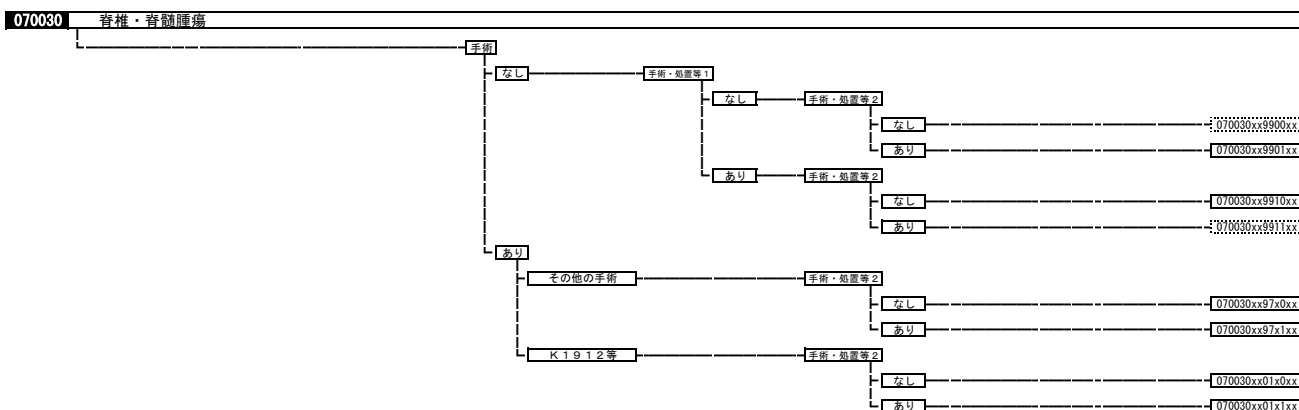 070030 脊椎・脊髄腫瘍
手術
なし 手術・処置等1
なし 手術・処置等2
なし 070030xx9900xx
あり 070030xx9901xx
あり 手術・処置等2
なし 070030xx9910xx
あり 070030xx9911xx
あり
その他の手術 手術・処置等2
なし 070030xx97x0xx
あり 070030xx97x1xx
K1912等 手術・処置等2
なし 070030xx01x0xx
あり 070030xx01x1xx